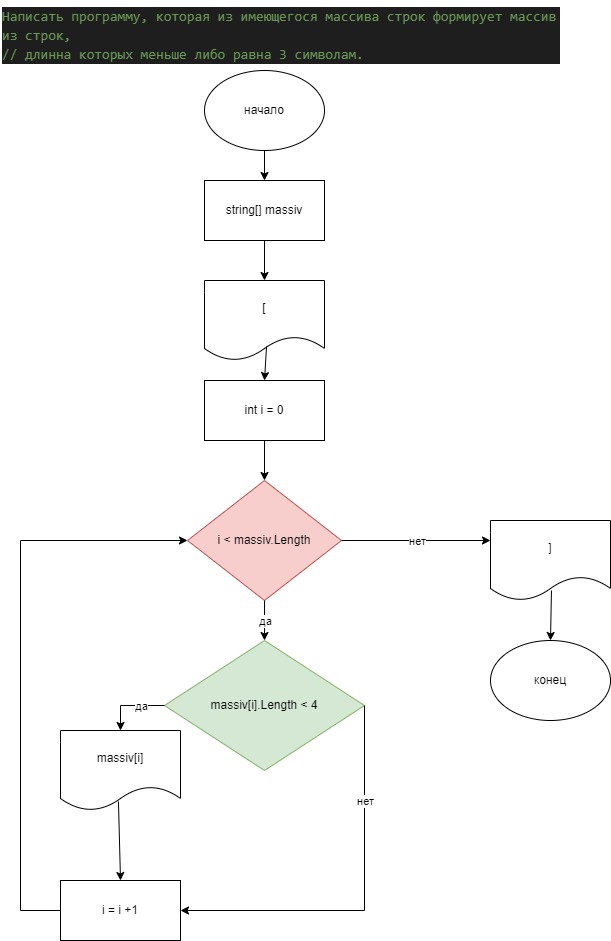 Написать программу, которая из имеющегося массива строк формирует массив
из строк,
// длинна которых меньше либо равна 3 символам.
начало
string[] massiv
[
int i = 0
i < massiv.Length
нет
]
да
конец
massiv[i].Length < 4
да
massiv[i]
нет
i = i +1